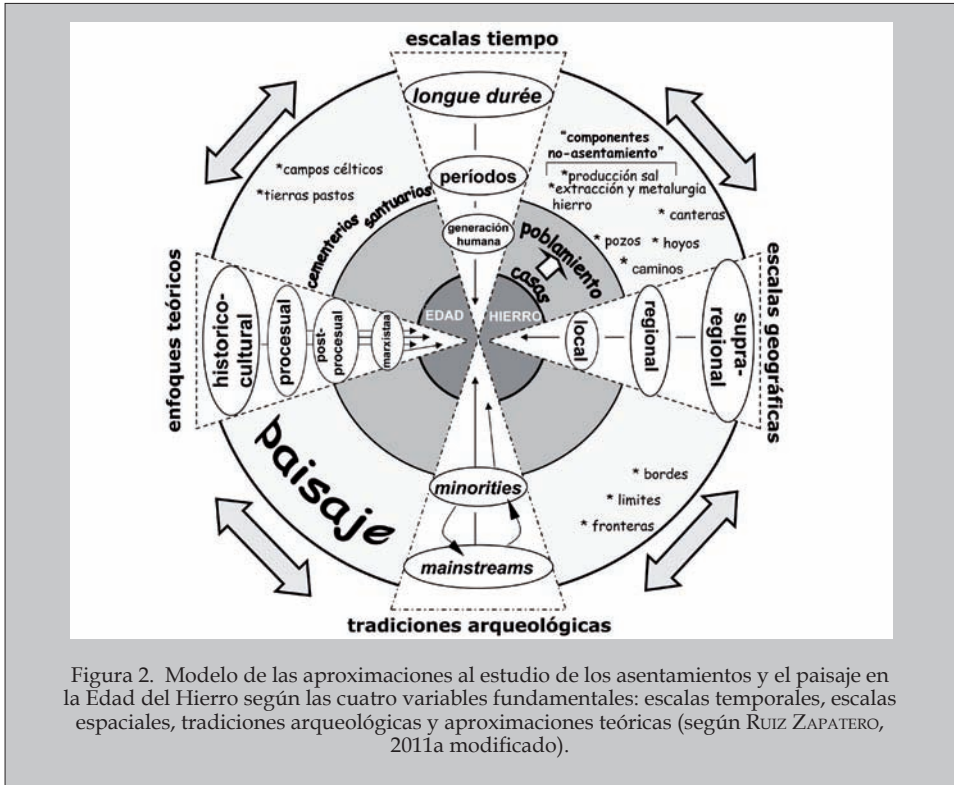 escalas tiempo
longue durée
períodos
generación
humana
"componentes
no-asentamiento"
*producción sal
*extracción y metalurgia
hierro
* canteras
* pozos
* hoyos
* caminos
*campos célticos
*tierras pastos
cementerios
santuarios
poblamiento
casas
EDAD
HIERRO
enfoques teóricos
historico-
cultural
procesual
post-
procesual
marxistaa
local
regional
supra-
regional
escalas geográficas
paisaje
minorities
mainstreams
* bordes
* limites
* fronteras
tradiciones arqueológicas
Figura 2. Modelo de las aproximaciones al estudio de los asentamientos y el paisaje en
la Edad del Hierro según las cuatro variables fundamentales: escalas temporales, escalas
espaciales, tradiciones arqueológicas y aproximaciones teóricas (según RUIZ ZAPATERO,
2011a modificado).